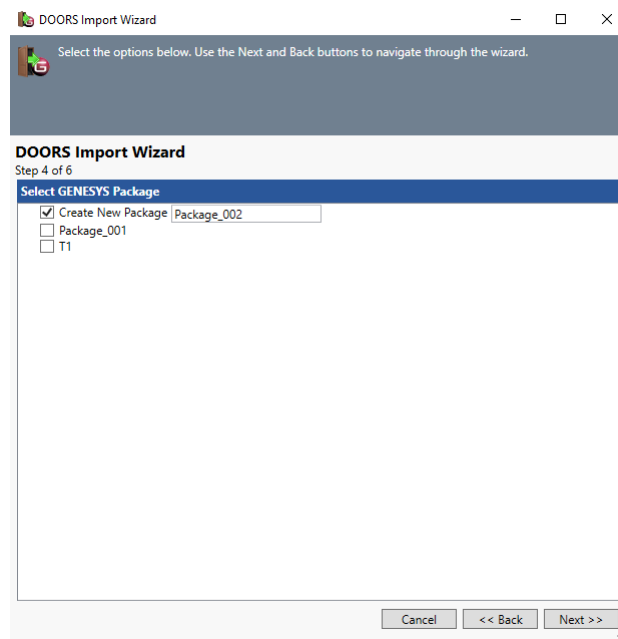 DOORS Import Wizard
Select the options below. Use the Next and Back buttons to navigate through the wizard.
DOORS Import Wizard
Step 4 of 6
Select GENESYS Package
Create New Package Package_002
Package_001
T1
Cancel << Back Next >>